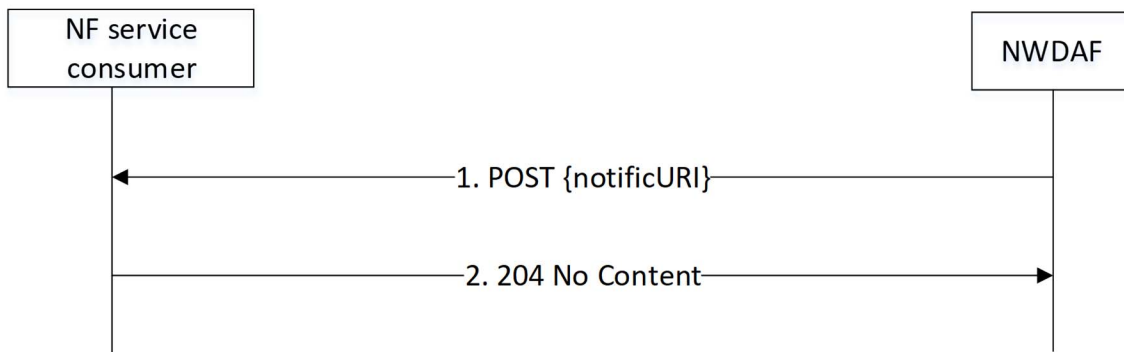 NF service
consumer
NWDAF
1. POST {notificURI}
2. 204 No Content